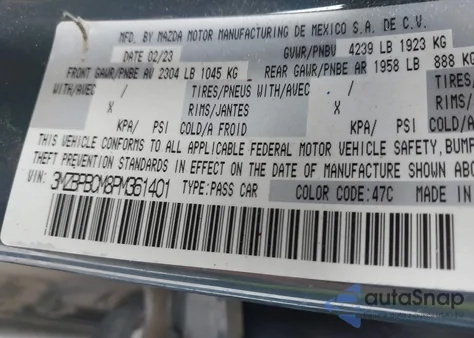 MFD. BY MAZDA MOTOR MANUFACTURING DE MEXICO S.A. DE C.V.
DATE 02/23 GVWR/PNBV 4239 LB 1923 KG
FRONT GAWR/PNBE AV 2304 LB 1045 KG REAR GAWR/PNBE AR 1958 LB 888 KG
WITH/AVEC / TIRES/PNEUS WITH/AVEC /
X RIMS/JANTES X
KPA/ PSI COLD/A FROID KPA/
THIS VEHICLE CONFORMS TO ALL APPLICABLE FEDERAL MOTOR VEHICLE SAFETY, BUMP
THEFT PREVENTION STANDARDS IN EFFECT ON THE DATE OF MANUFACTURE SHOWN ABO
VIN: 3MZBPBCM8PM361401 TYPE: PASS CAR COLOR CODE: 47C MADE IN
autoSnap